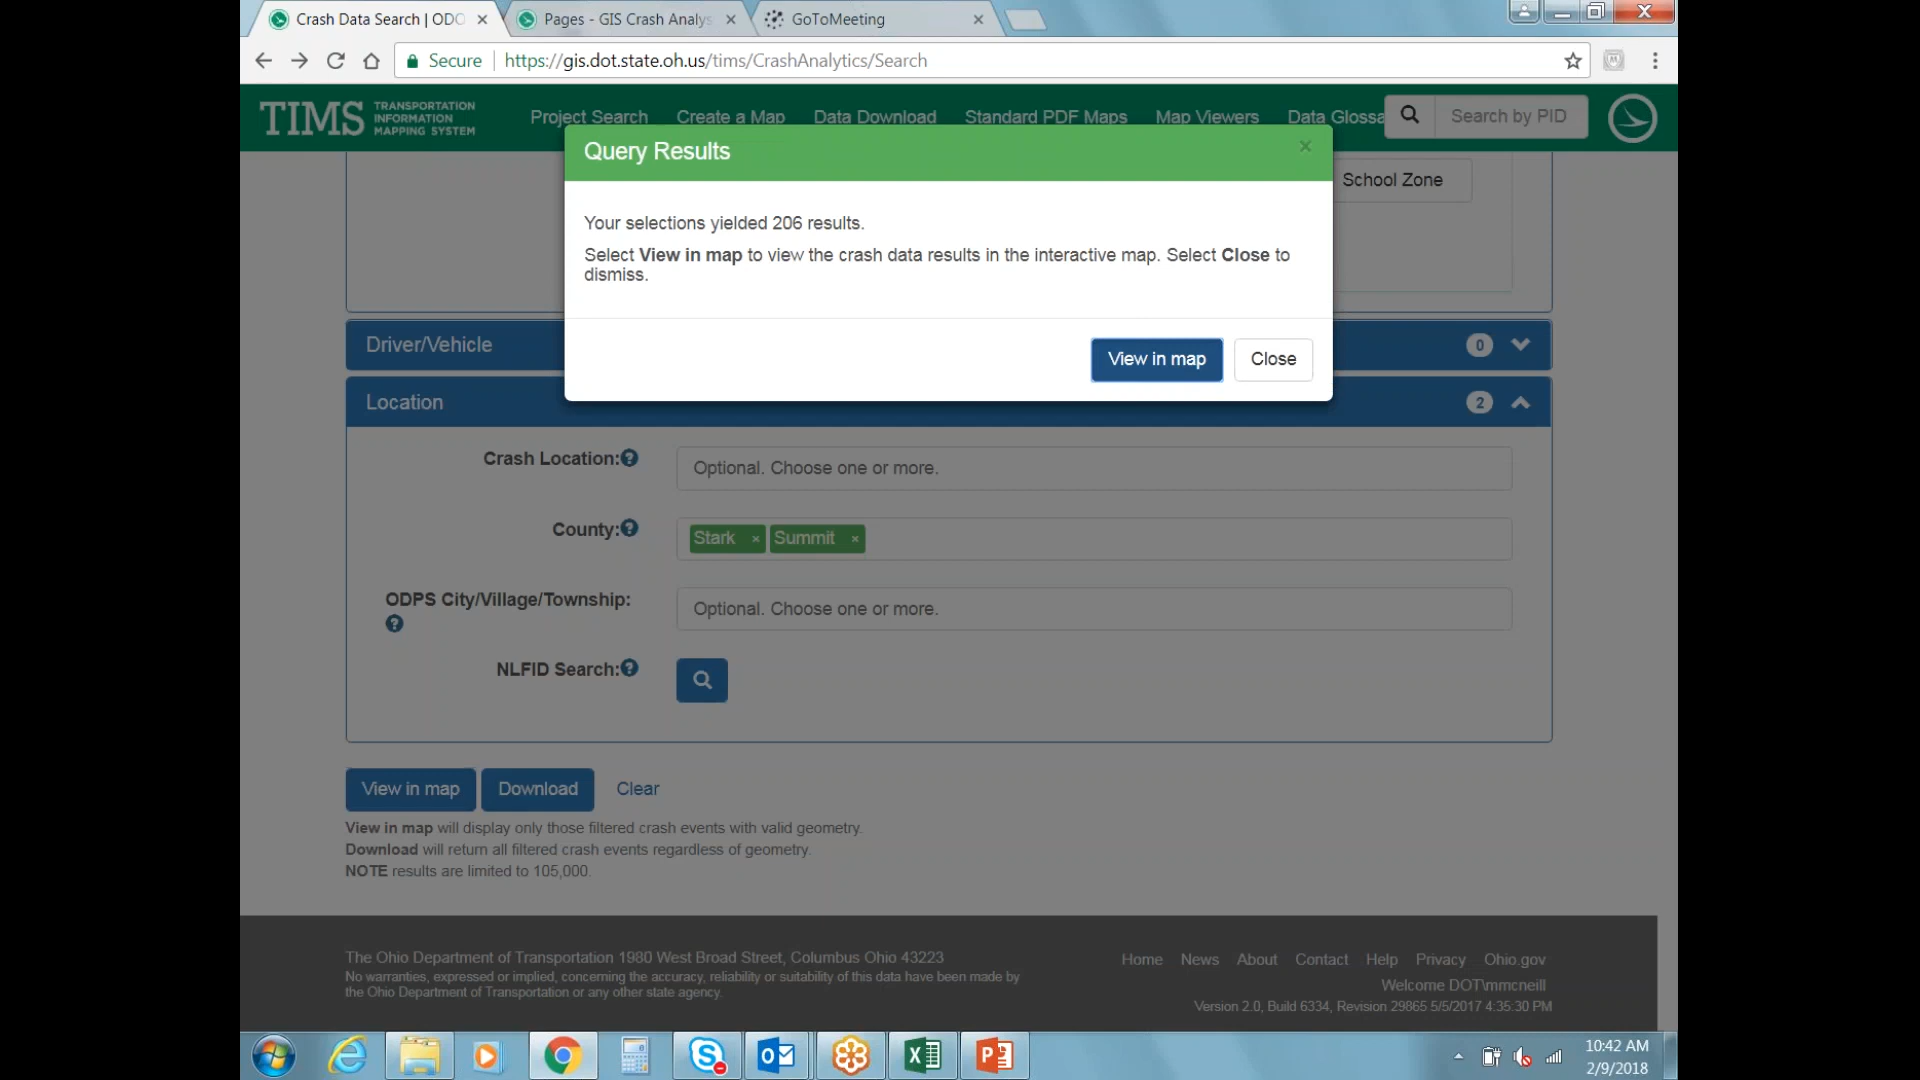 Crash Data Search | ODO
Pages - GIS Crash Analys
GoToMeeting
Secure
https://gis.dot.state.oh.us/tims/CrashAnalytics/Search
TIMS
TRANSPORTATION
INFORMATION
MAPPING SYSTEM
Project Search
Create a Map
Data Download
Standard PDF Maps
Map Viewers
Data Glossa
Search by PID
Query Results
×
School Zone
Your selections yielded 206 results.
Select View in map to view the crash data results in the interactive map. Select Close to
dismiss.
View in map
Close
Driver/Vehicle
0
Location
2
Crash Location:
Optional. Choose one or more.
County:
Stark ×
Summit ×
ODPS City/Village/Township:
Optional. Choose one or more.
NLFID Search:
View in map
Download
Clear
View in map will display only those filtered crash events with valid geometry.
Download will return all filtered crash events regardless of geometry.
NOTE results are limited to 105,000.
The Ohio Department of Transportation 1980 West Broad Street, Columbus Ohio 43223
No warranties, expressed or implied, concerning the accuracy, reliability or suitability of this data have been made by
the Ohio Department of Transportation or any other state agency.
Home
News
About
Contact
Help
Privacy
Ohio.gov
Welcome DOT\mmcneill
Version 2.0, Build 6334, Revision 29865 5/5/2017 4:35:30 PM
10:42 AM
2/9/2018